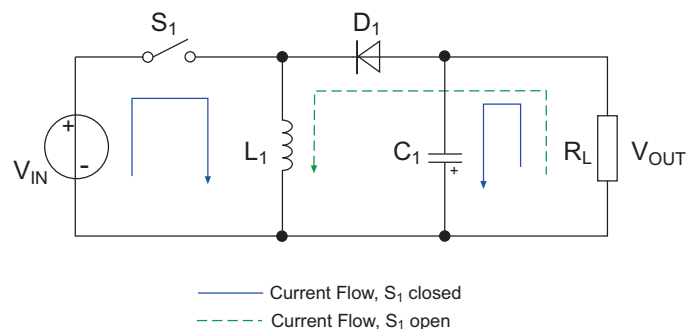 S1
D1
+
-
VIN
L1
C1
+
RL
VOUT
Current Flow, S1 closed
Current Flow, S1 open